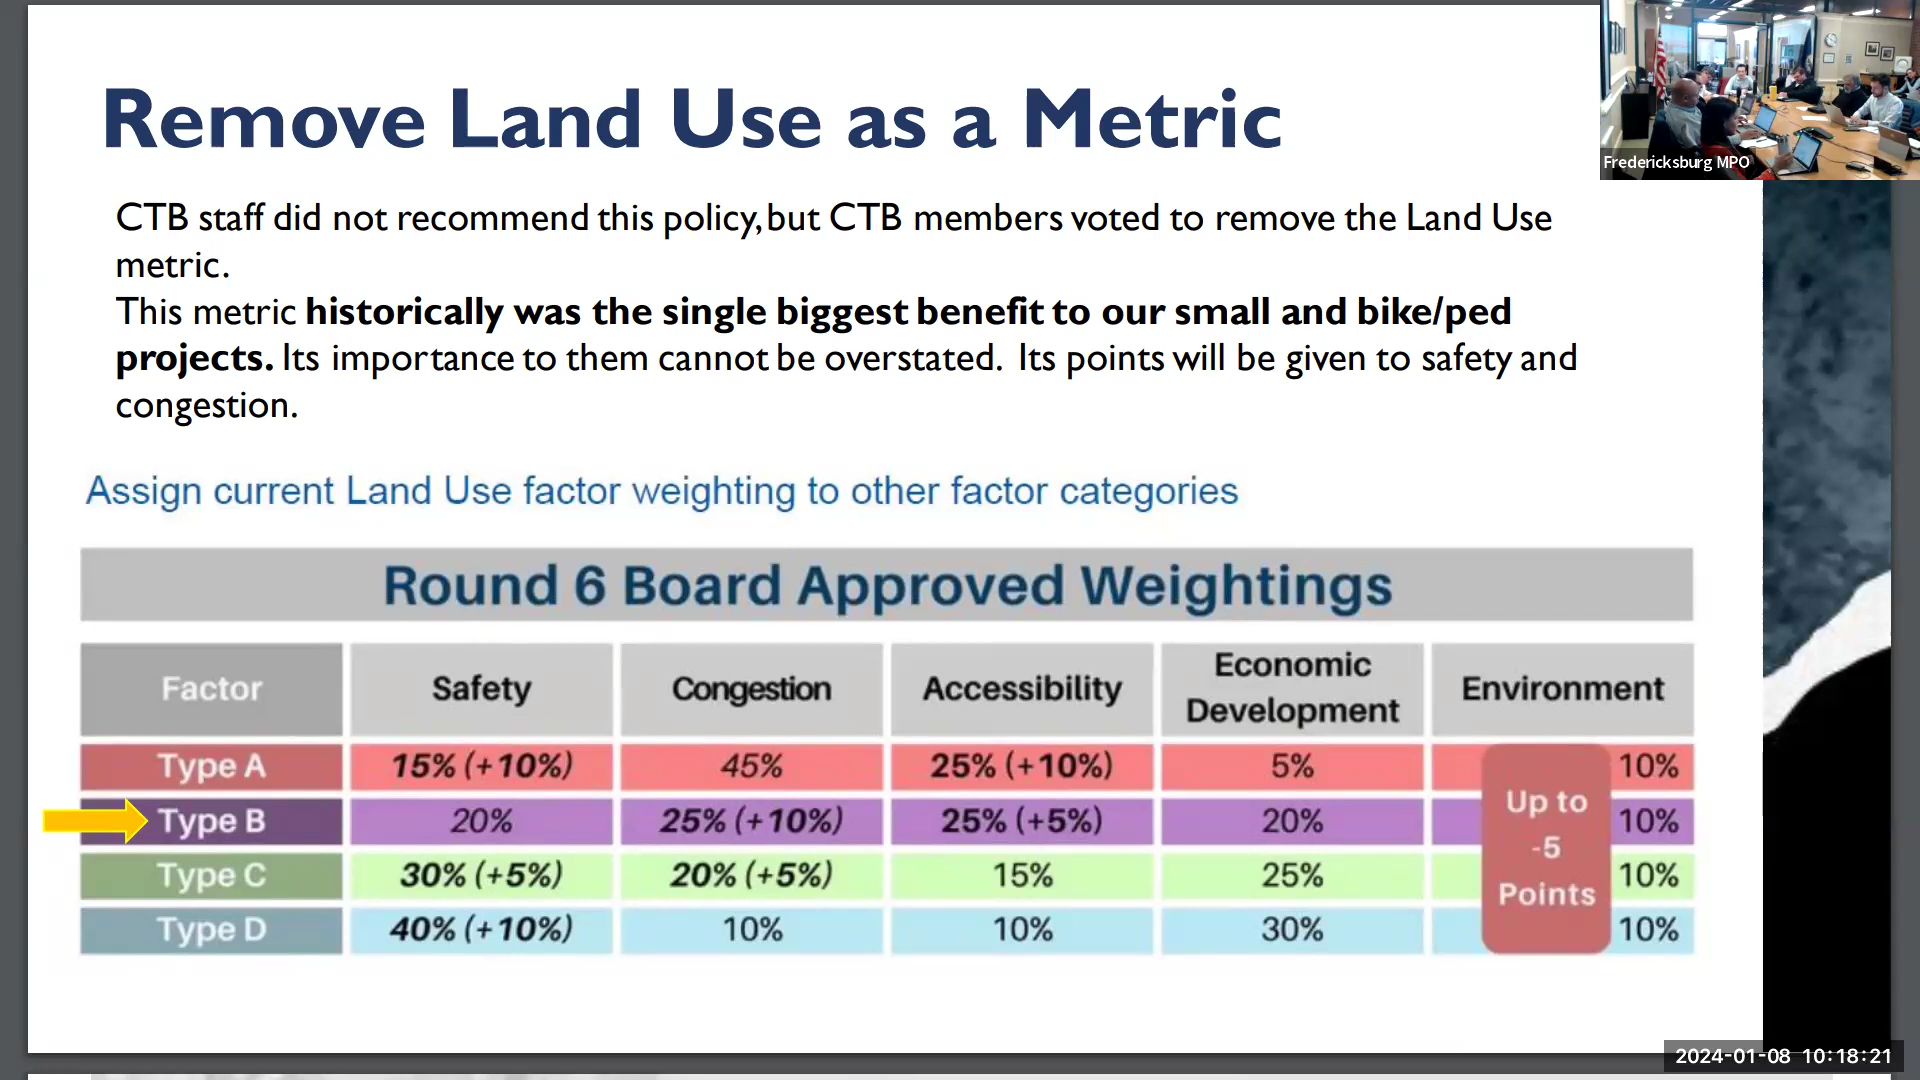 Remove Land Use as a Metric
Fredericksburg MPO
CTB staff did not recommend this policy, but CTB members voted to remove the Land Use
metric.
This metric historically was the single biggest benefit to our small and bike/ped
projects. Its importance to them cannot be overstated. Its points will be given to safety and
congestion.
Assign current Land Use factor weighting to other factor categories
Round 6 Board Approved Weightings
Factor Safety Congestion Accessibility Economic Development Environment
Type A 15% (+10%) 45% 25% (+10%) 5% 10%
Type B 20% 25% (+10%) 25% (+5%) 20% 10%
Type C 30% (+5%) 20% (+5%) 15% 25% 10%
Type D 40% (+10%) 10% 10% 30% 10%
Up to
-5
Points
2024-01-08 10:18:21